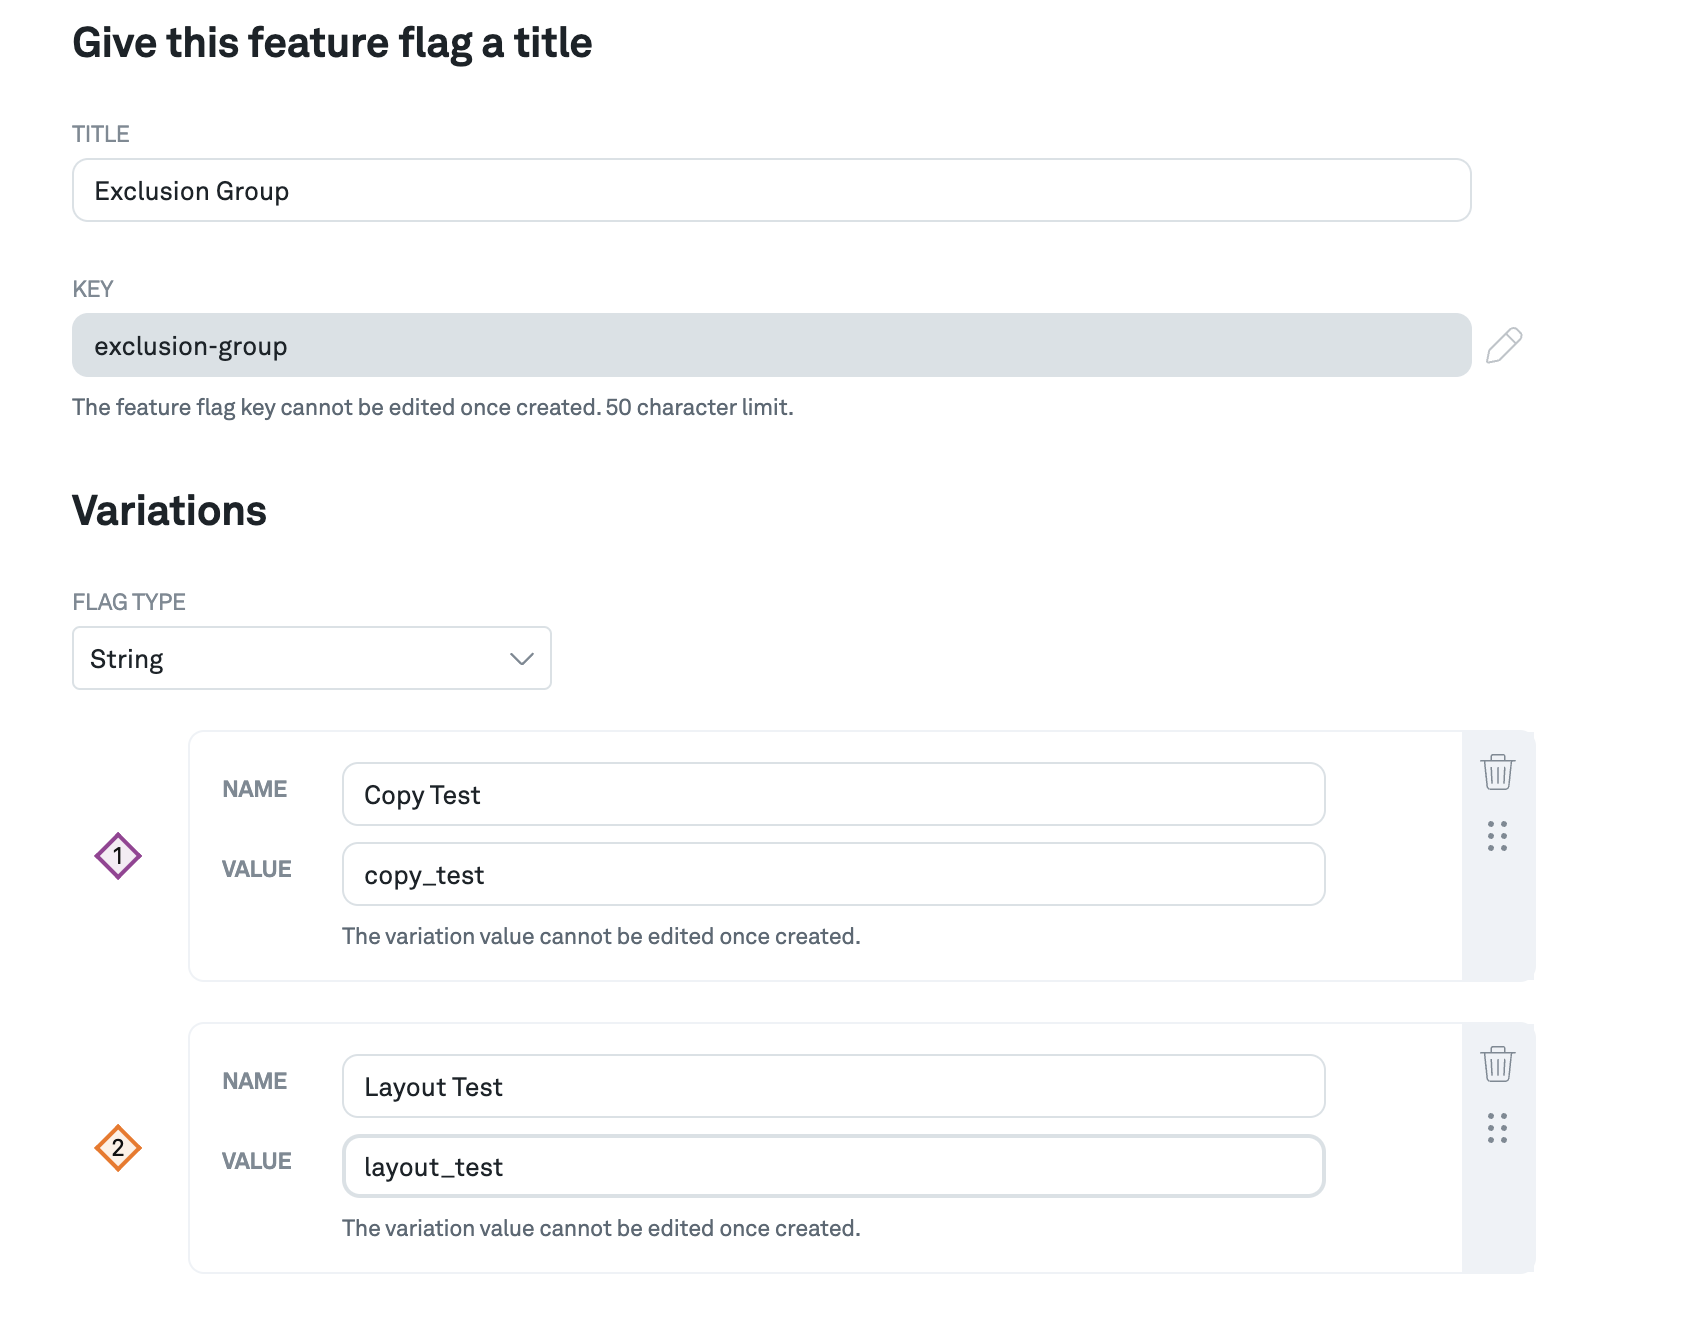 Give this feature flag a title
TITLE
Exclusion Group
KEY
exclusion-group
The feature flag key cannot be edited once created. 50 character limit.
Variations
FLAG TYPE
String
NAME
Copy Test
1
VALUE
copy_test
The variation value cannot be edited once created.
NAME
Layout Test
2
VALUE
layout_test
The variation value cannot be edited once created.